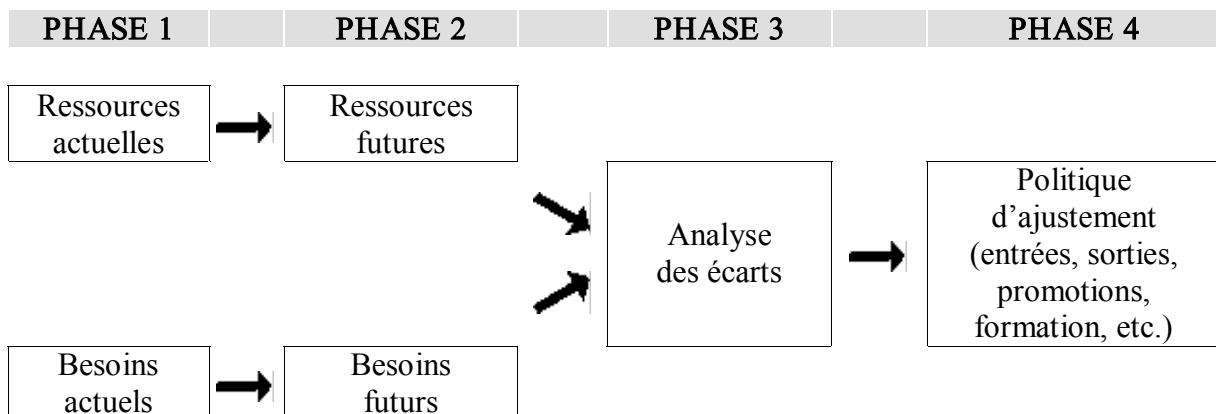 PHASE 1 PHASE 2 PHASE 3 PHASE 4
Ressources
actuelles
Ressources
futures
Analyse
des écarts
Politique
d’ajustement
(entrées, sorties,
promotions,
formation, etc.)
Besoins
actuels
Besoins
futurs